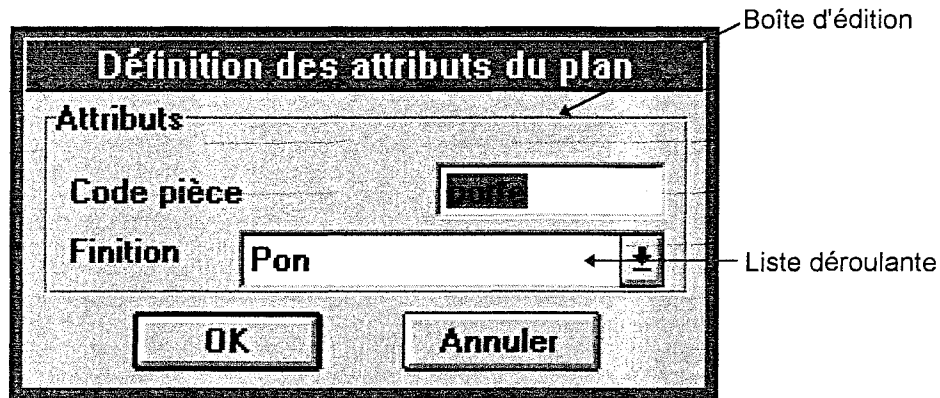 Boîte d'édition
Définition des attributs du plan
Attributs
Code pièce
Finition
Pon
Liste déroulante
OK
Annuler